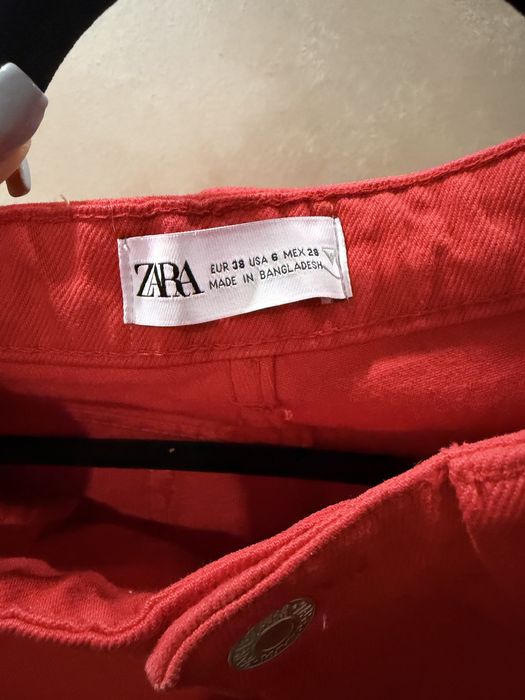 ZARA
EUR 38 USA 6 MEX 28
MADE IN BANGLADESH